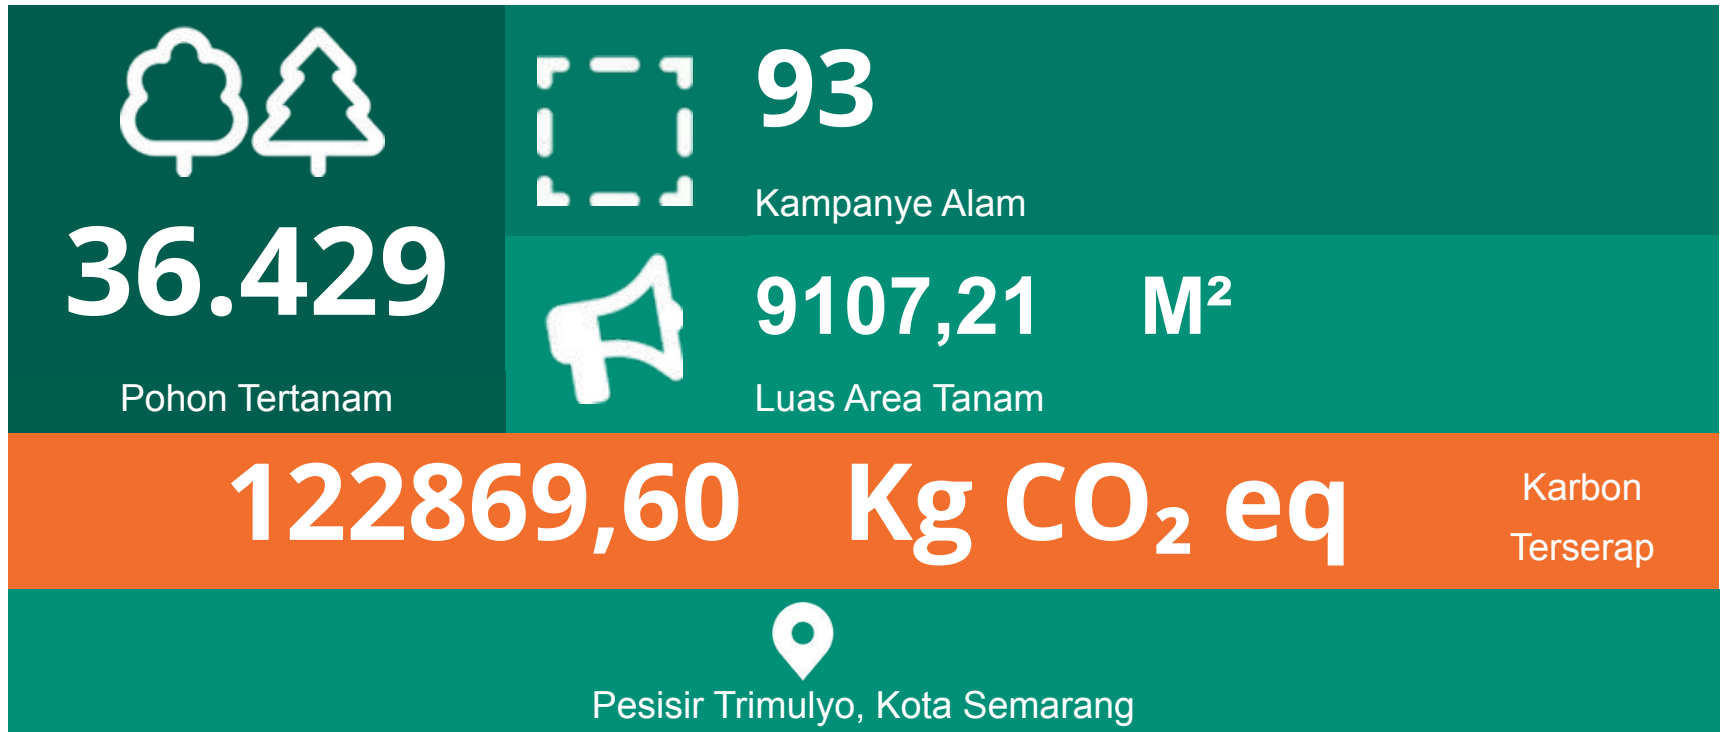 36.429
Pohon Tertanam
93
Kampanye Alam
9107,21 M²
Luas Area Tanam
122869,60 Kg CO₂ eq
Karbon
Terserap
Pesisir Trimulyo, Kota Semarang